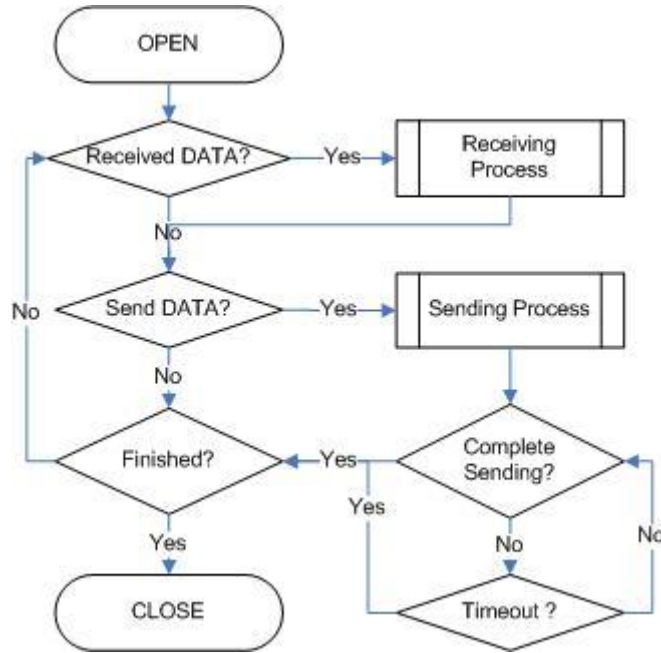 OPEN
Received DATA?
Yes
Receiving
Process
No
Send DATA?
Yes
Sending Process
No
No
Finished?
Yes
Complete
Sending?
Yes
Yes
No
No
CLOSE
Timeout ?